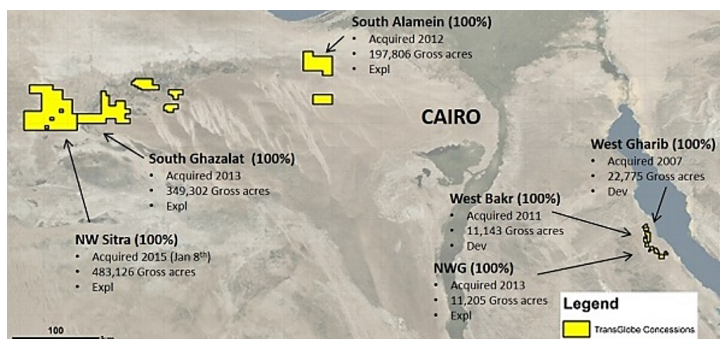 South Alamein (100%)
• Acquired 2012
• 197,806 Gross acres
• Expl
CAIRO
West Gharib (100%)
• Acquired 2007
• 22,775 Gross acres
• Dev
South Ghazalat (100%)
• Acquired 2013
• 349,302 Gross acres
• Expl
West Bakr (100%)
• Acquired 2011
• 11,143 Gross acres
• Dev
NW Sitra (100%)
• Acquired 2015 (Jan 8th)
• 483,126 Gross acres
• Expl
NWG (100%)
• Acquired 2013
• 11,205 Gross acres
• Expl
Legend
TransGlobe Concessions
100